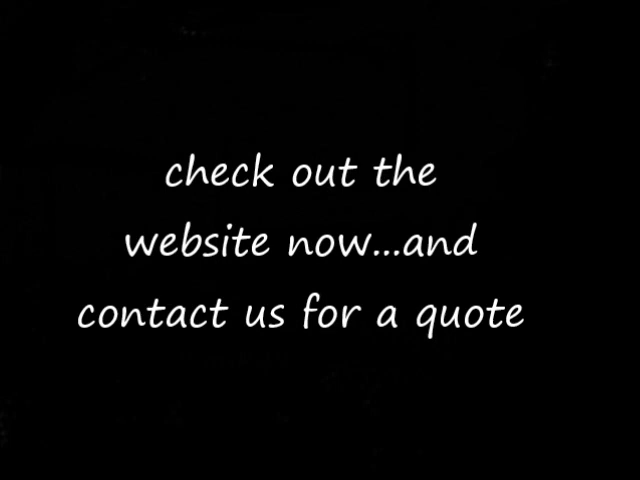 check out the
website now...and
contact us for a quote